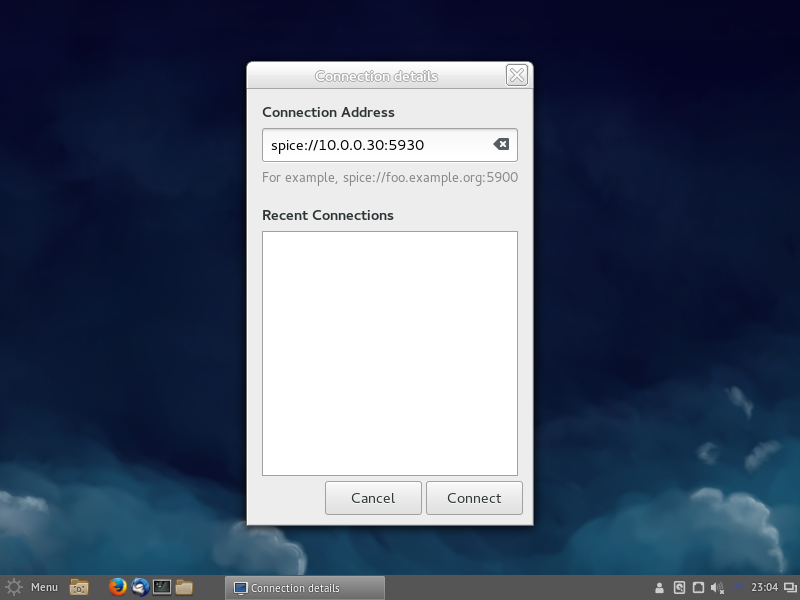 Connection details
Connection Address
spice://10.0.0.30:5930
For example, spice://foo.example.org:5900
Recent Connections
Cancel
Connect
Menu
Connection details
23:04